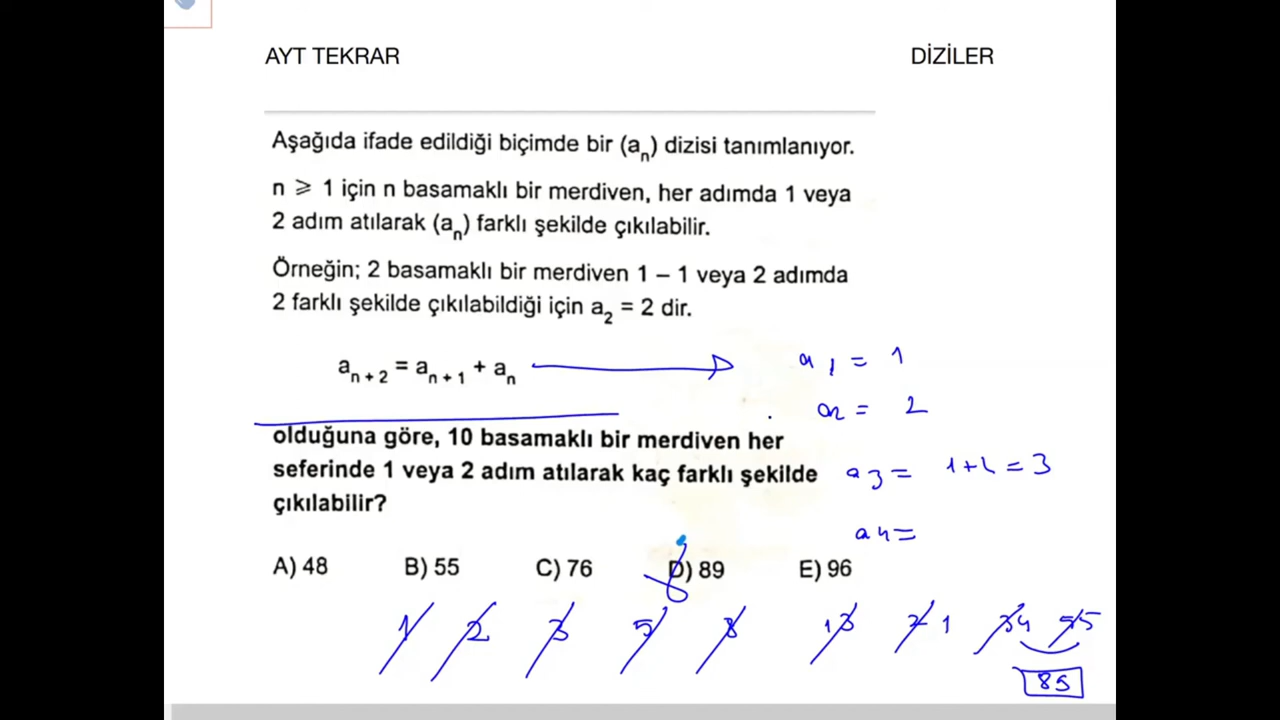 AYT TEKRAR DİZİLER
Aşağıda ifade edildiği biçimde bir (aₙ) dizisi tanımlanıyor.
n ⩾ 1 için n basamaklı bir merdiven, her adımda 1 veya
2 adım atılarak (aₙ) farklı şekilde çıkılabilir.
Örneğin; 2 basamaklı bir merdiven 1 – 1 veya 2 adımda
2 farklı şekilde çıkılabildiği için a₂ = 2 dir.
aₙ₊₂ = aₙ₊₁ + aₙ
a₁ = 1
a₂ = 2
olduğuna göre, 10 basamaklı bir merdiven her
seferinde 1 veya 2 adım atılarak kaç farklı şekilde
çıkılabilir?
a₃ = 1+2=3
a₄ =
A) 48 B) 55 C) 76 D) 89 E) 96
1 2 3 5 8 13 21 34 55
89